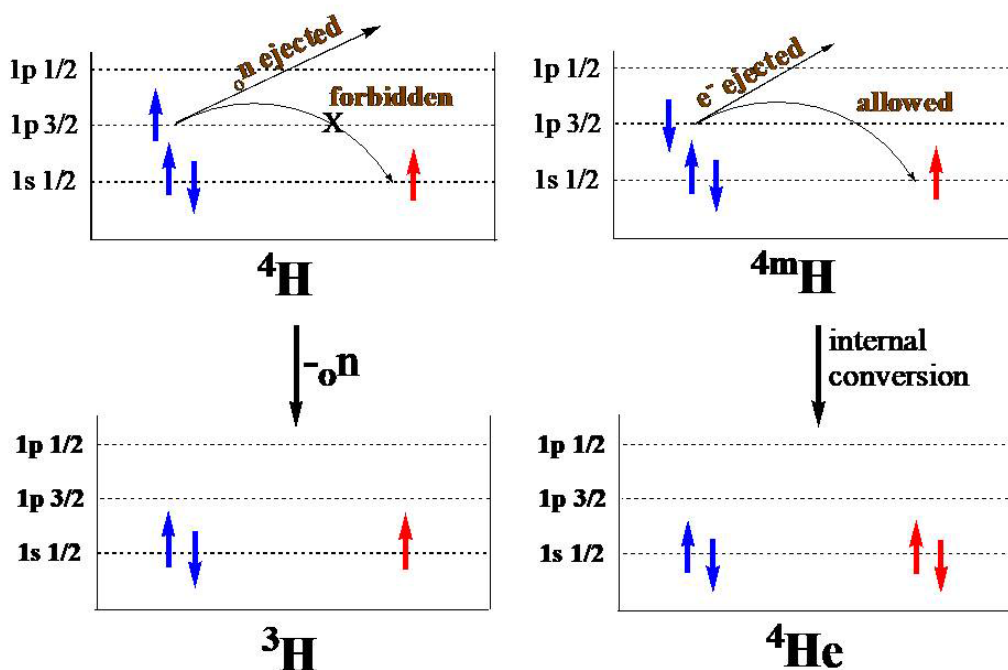 1p 1/2
1p 3/2
1s 1/2
₀n ejected
forbidden
X
⁴H
1p 1/2
1p 3/2
1s 1/2
e⁻ ejected
allowed
⁴ᵐH
-₀n
internal
conversion
1p 1/2
1p 3/2
1s 1/2
³H
1p 1/2
1p 3/2
1s 1/2
⁴He